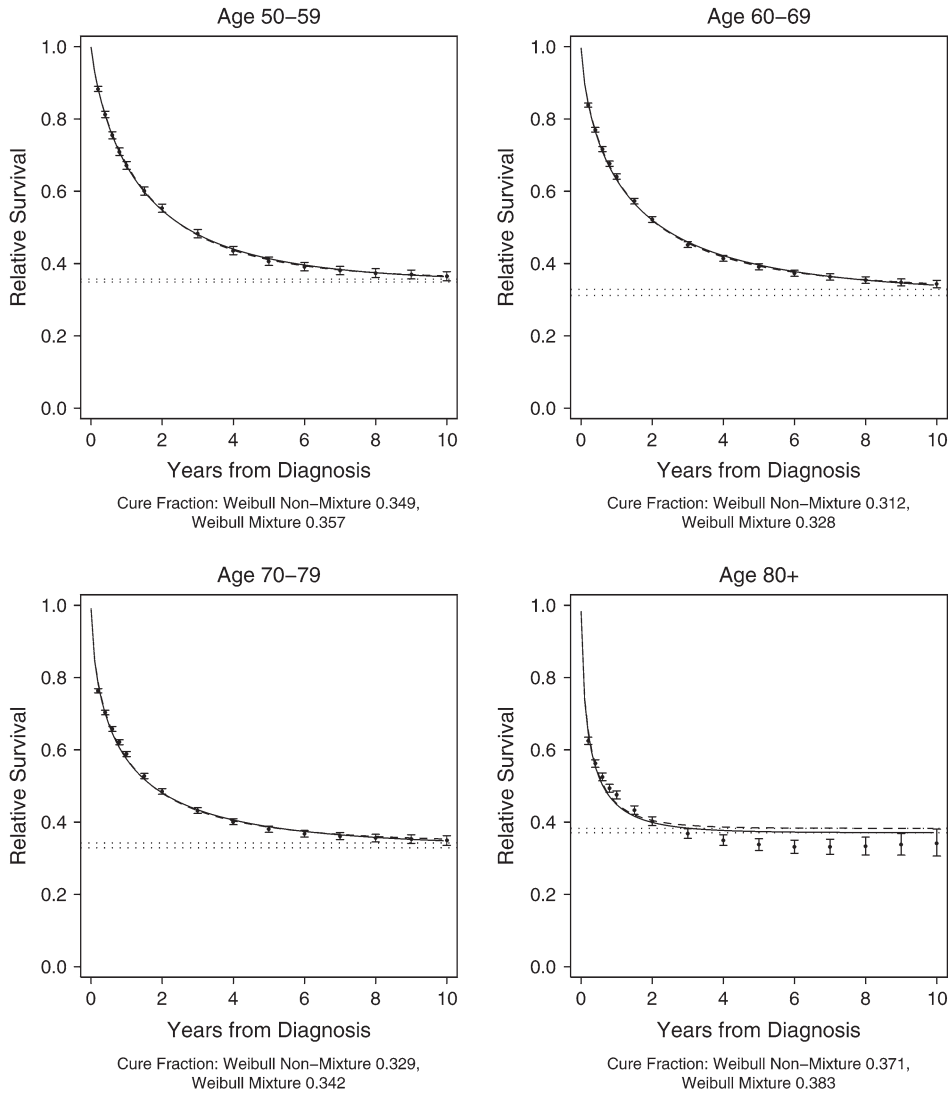 Age 50–59
Relative Survival
1.0
0.8
0.6
0.4
0.2
0.0
0 2 4 6 8 10
Years from Diagnosis
Cure Fraction: Weibull Non−Mixture 0.349,
Weibull Mixture 0.357
Age 60–69
Relative Survival
1.0
0.8
0.6
0.4
0.2
0.0
0 2 4 6 8 10
Years from Diagnosis
Cure Fraction: Weibull Non−Mixture 0.312,
Weibull Mixture 0.328
Age 70–79
Relative Survival
1.0
0.8
0.6
0.4
0.2
0.0
0 2 4 6 8 10
Years from Diagnosis
Cure Fraction: Weibull Non−Mixture 0.329,
Weibull Mixture 0.342
Age 80+
Relative Survival
1.0
0.8
0.6
0.4
0.2
0.0
0 2 4 6 8 10
Years from Diagnosis
Cure Fraction: Weibull Non−Mixture 0.371,
Weibull Mixture 0.383